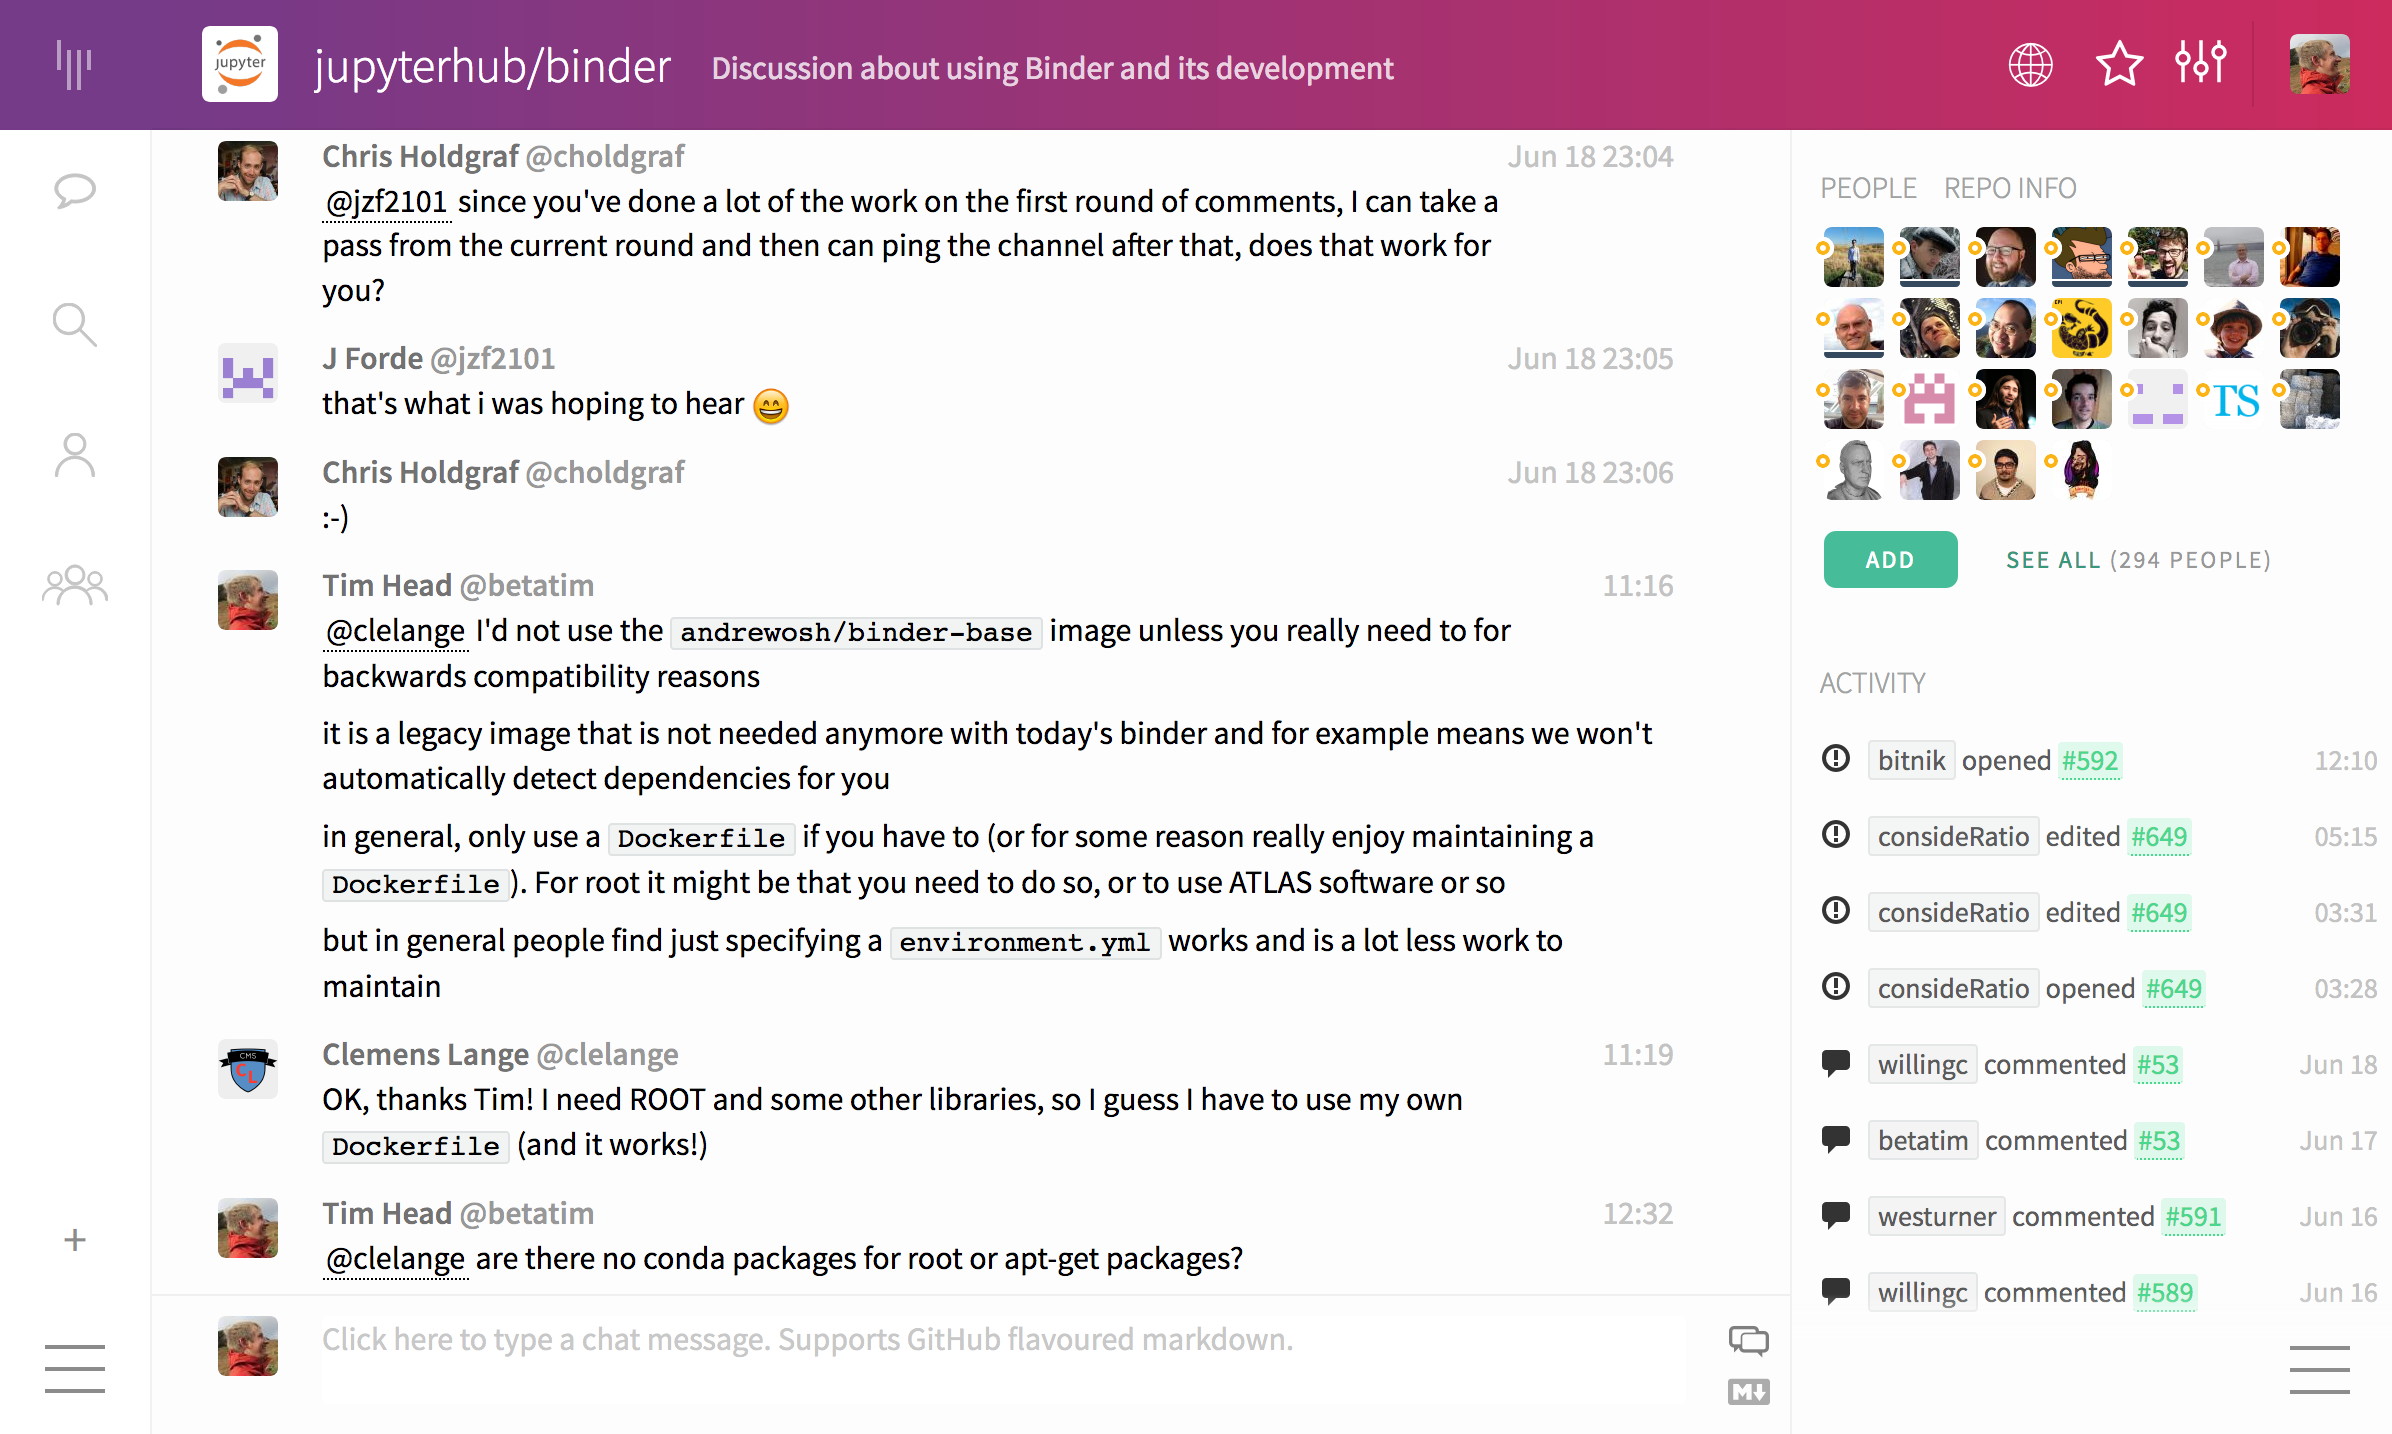 jupyter
jupyterhub/binder
Discussion about using Binder and its development
Chris Holdgraf @choldgraf Jun 18 23:04
@jzf2101 since you've done a lot of the work on the first round of comments, I can take a
pass from the current round and then can ping the channel after that, does that work for
you?
J Forde @jzf2101 Jun 18 23:05
that's what i was hoping to hear 😄
Chris Holdgraf @choldgraf Jun 18 23:06
:-)
Tim Head @betatim 11:16
@clelange I'd not use the andrewosh/binder-base image unless you really need to for
backwards compatibility reasons
it is a legacy image that is not needed anymore with today's binder and for example means we won't
automatically detect dependencies for you
in general, only use a Dockerfile if you have to (or for some reason really enjoy maintaining a
Dockerfile). For root it might be that you need to do so, or to use ATLAS software or so
but in general people find just specifying a environment.yml works and is a lot less work to
maintain
CMS
CL
Clemens Lange @clelange 11:19
OK, thanks Tim! I need ROOT and some other libraries, so I guess I have to use my own
Dockerfile (and it works!)
Tim Head @betatim 12:32
@clelange are there no conda packages for root or apt-get packages?
Click here to type a chat message. Supports GitHub flavoured markdown.
M
PEOPLE REPO INFO
TS
ADD SEE ALL (294 PEOPLE)
ACTIVITY
bitnik opened #592 12:10
consideRatio edited #649 05:15
consideRatio edited #649 03:31
consideRatio opened #649 03:28
willingc commented #53 Jun 18
betatim commented #53 Jun 17
westurner commented #591 Jun 16
willingc commented #589 Jun 16